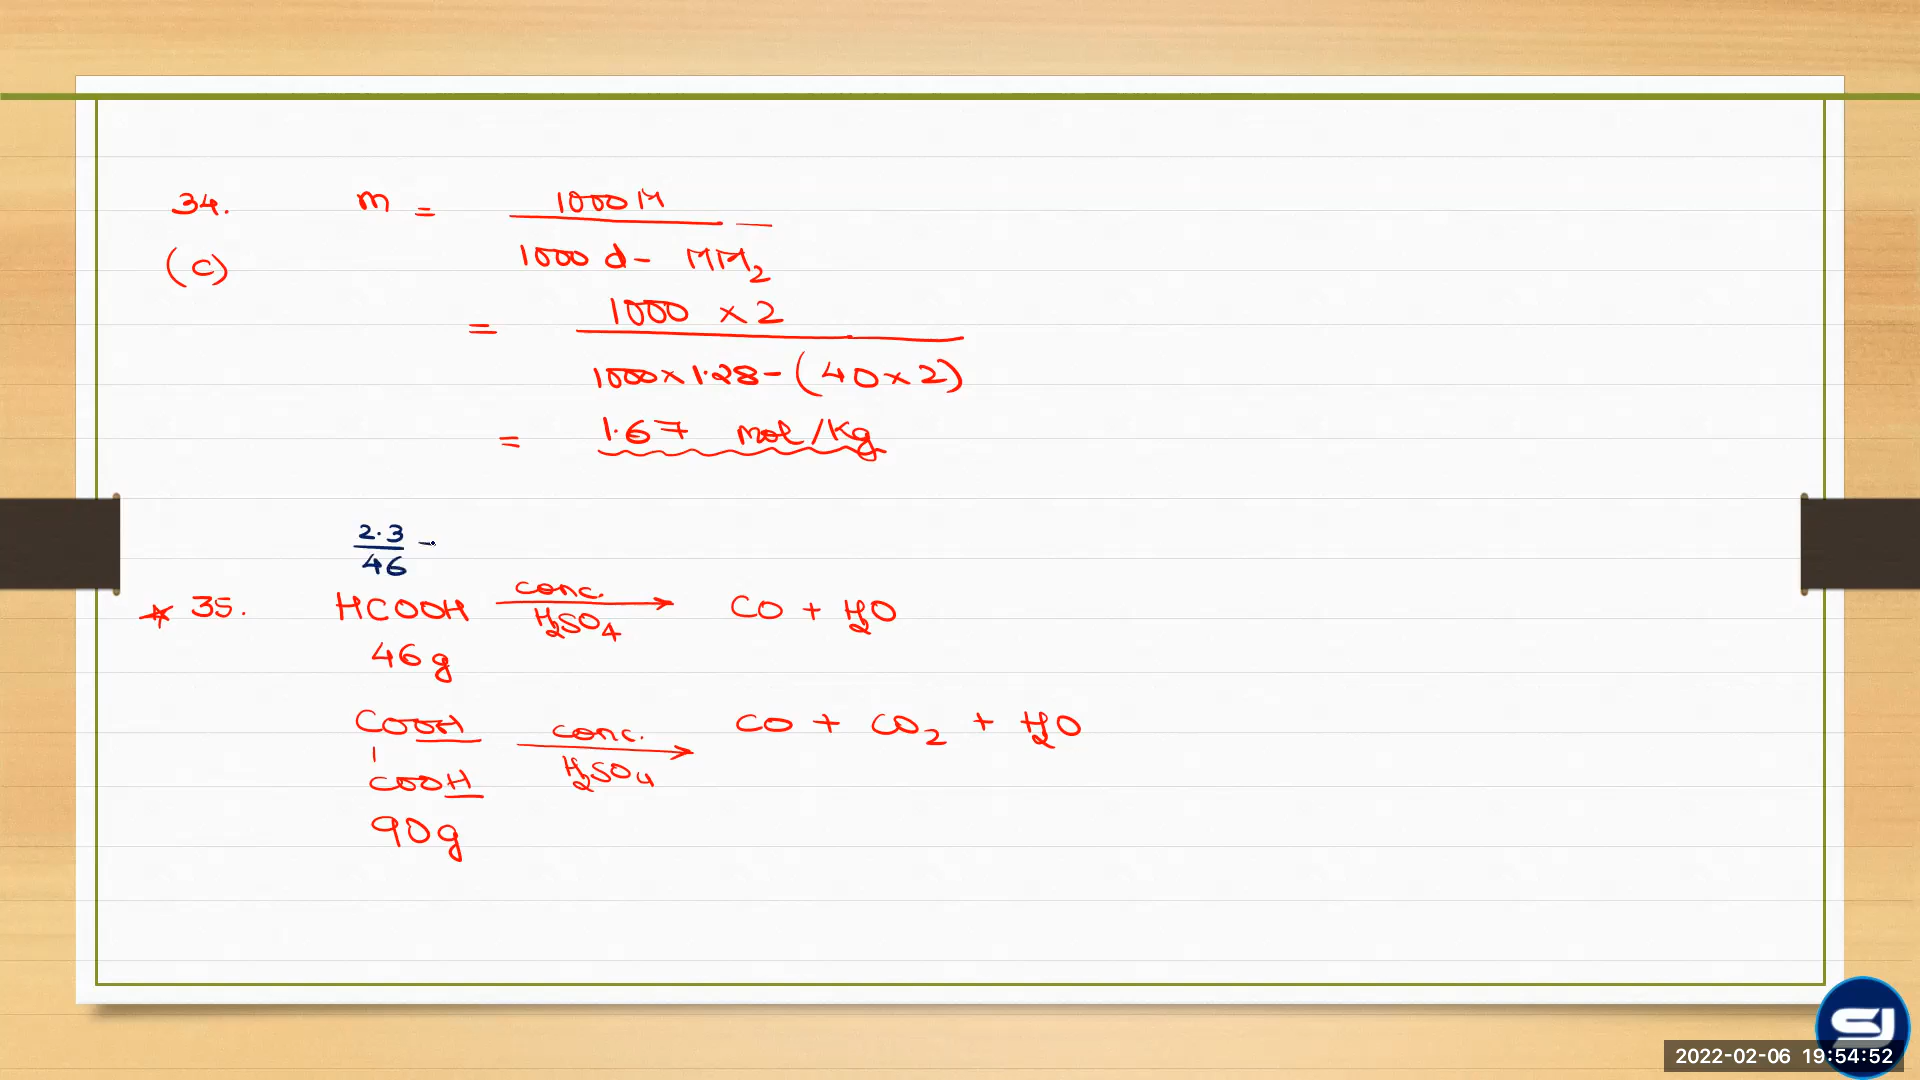 34. m = 1000 M
1000 d - MM₂
(c)
= 1000 × 2
1000 × 1.28 - (40 × 2)
= 1.67 mol/kg
2.3
46
35. HCOOH conc. H₂SO₄ → CO + H₂O
46 g
COOH
COOH conc. H₂SO₄ → CO + CO₂ + H₂O
90g
SJ
2022-02-06 19:54:52